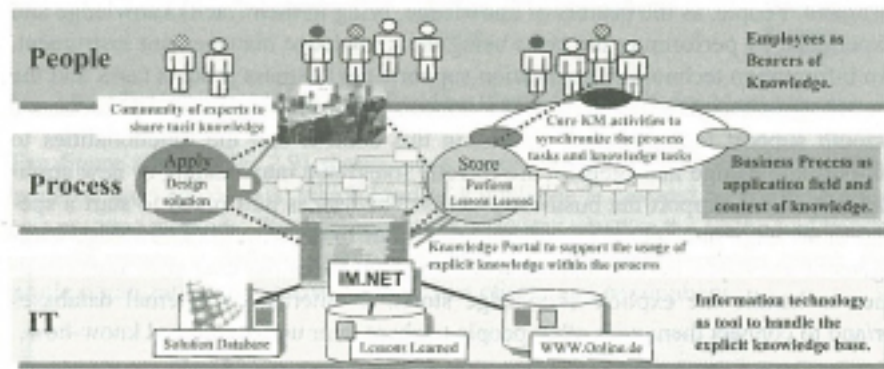 People
Employees as
Bearers of
Knowledge.
Community of experts to
share tacit knowledge
Core KM activities to
synchronize the process
tasks and knowledge tasks
Process
Apply
Design
solution
Store
Perform
Lessons Learned
Business Process as
application field and
context of knowledge.
Knowledge Portal to support the usage of
explicit knowledge within the process
IM.NET
IT
Solution Database
Lessons Learned
WWW.Online.de
Information technology
as tool to handle the
explicit knowledge base.